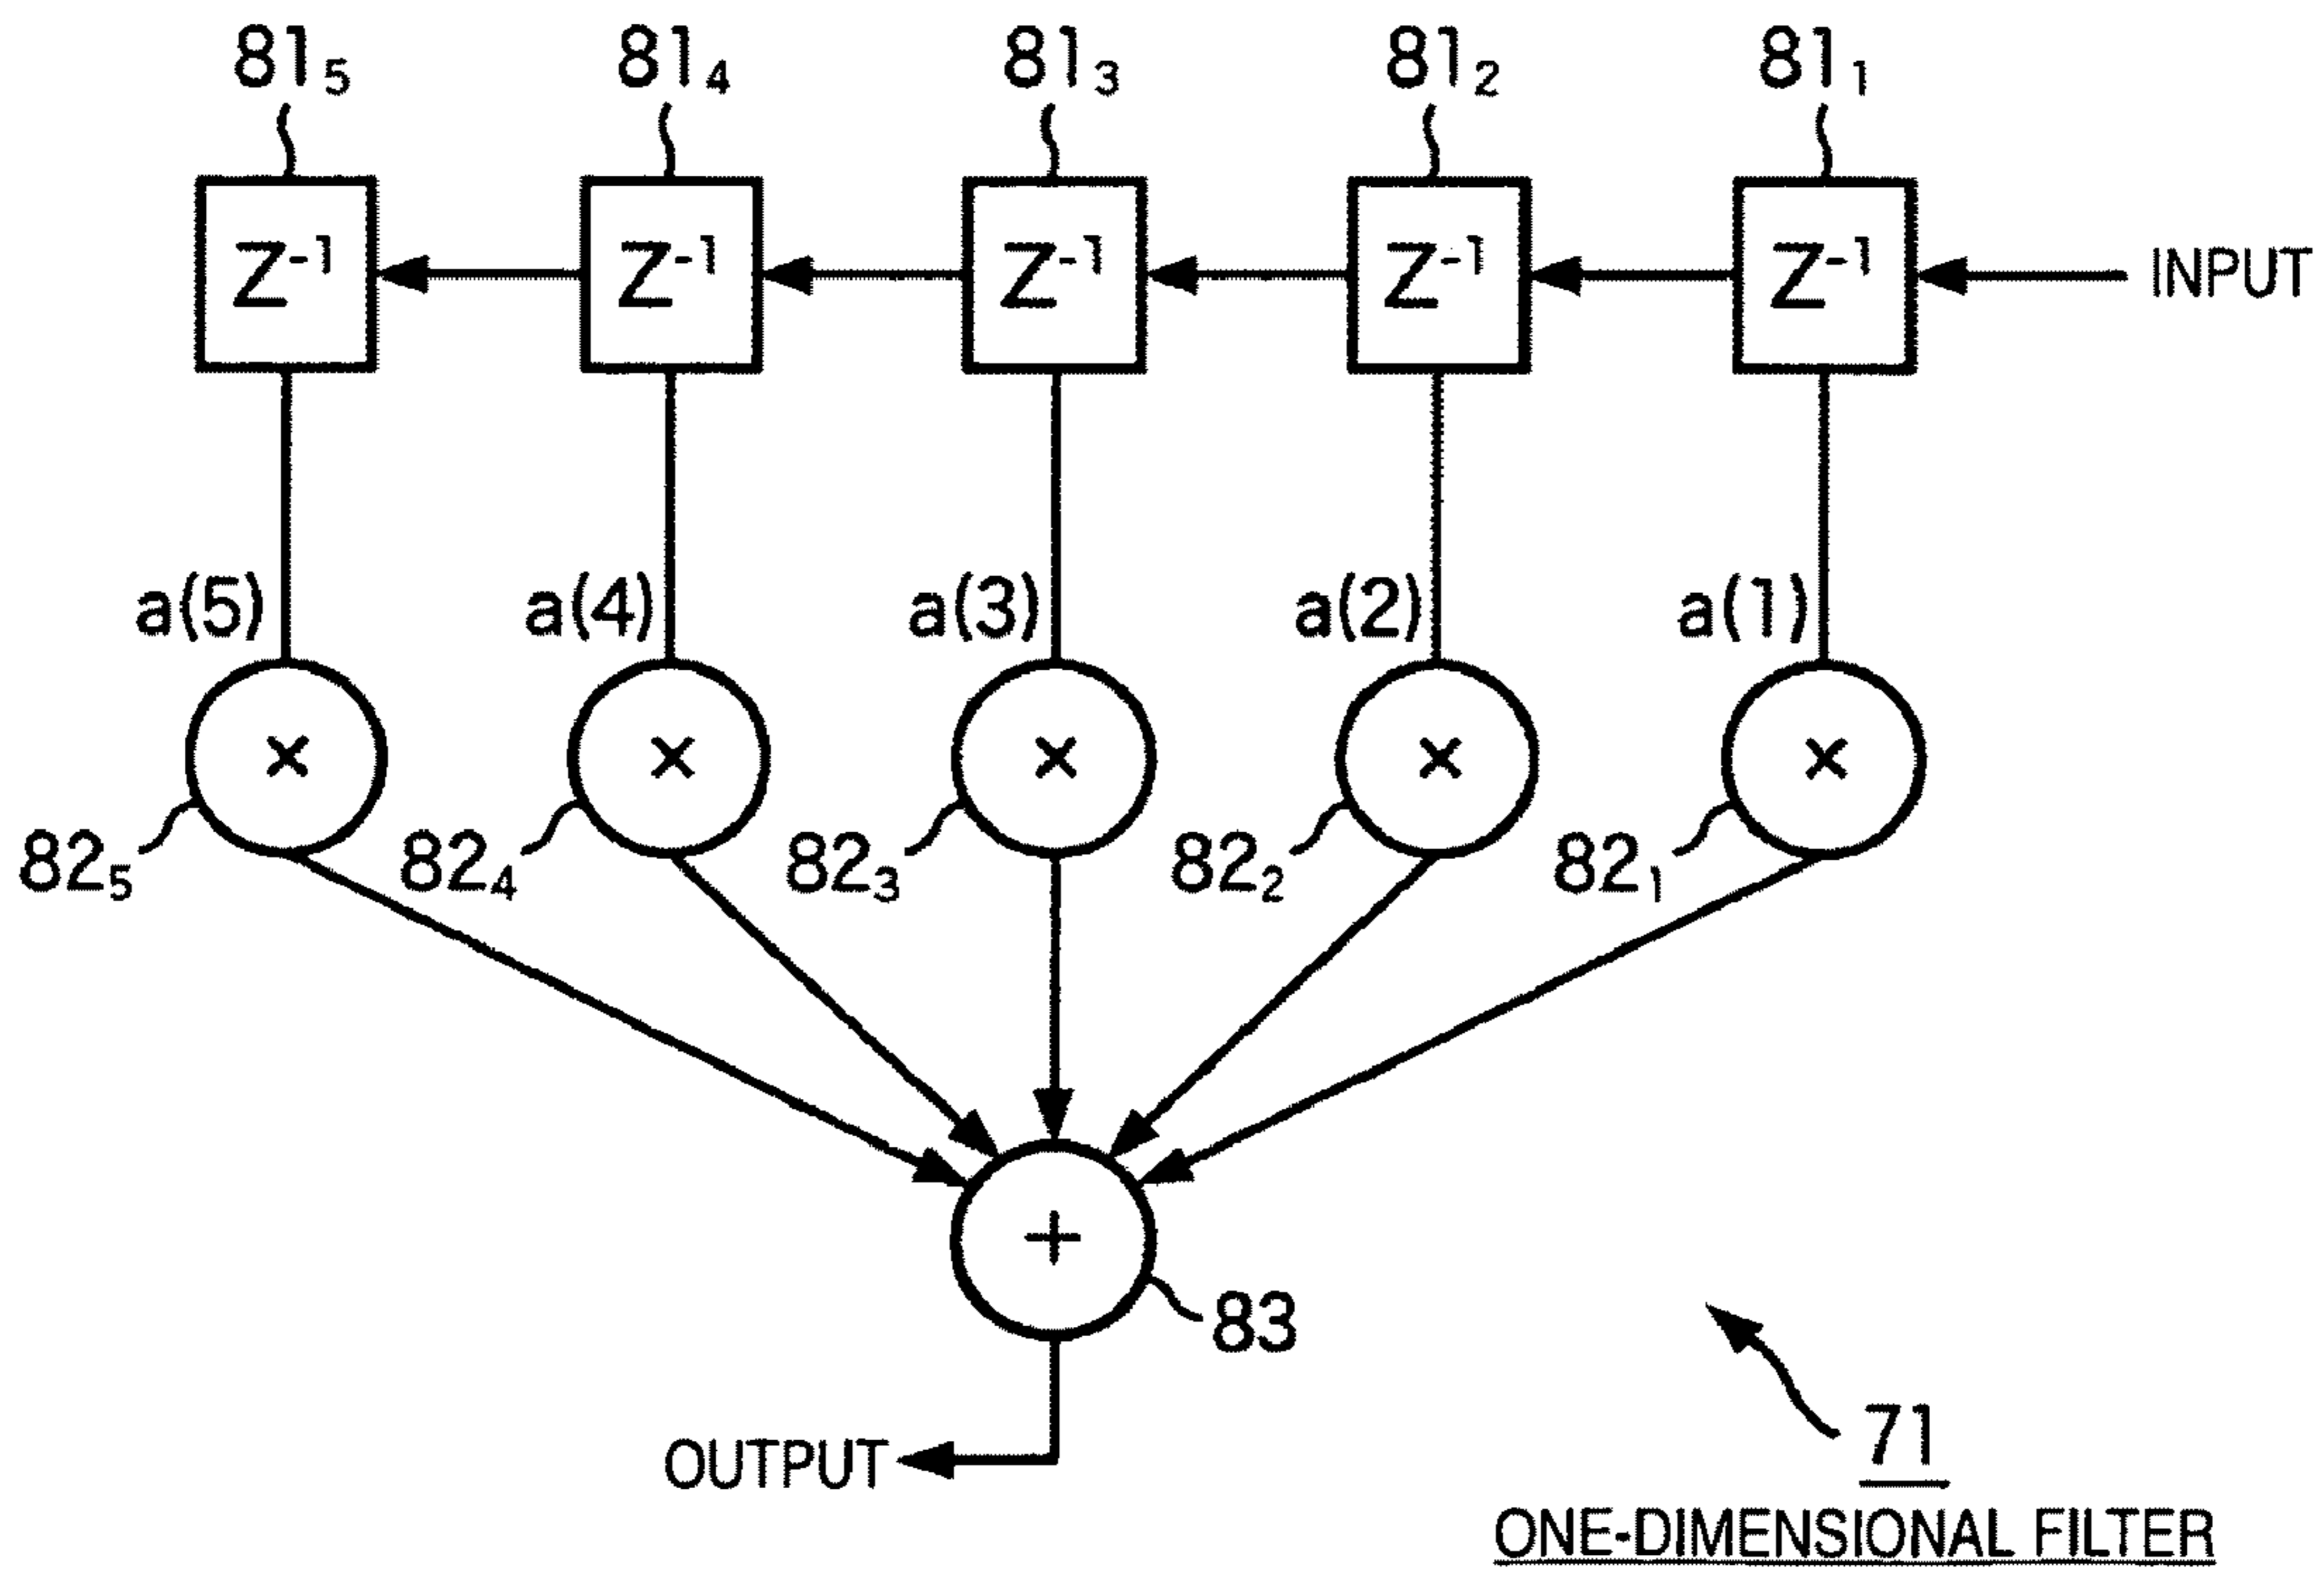 81₅ 81₄ 81₃ 81₂ 81₁
Z⁻¹ Z⁻¹ Z⁻¹ Z⁻¹ Z⁻¹ INPUT
a(5) a(4) a(3) a(2) a(1)
× × × × ×
82₅ 82₄ 82₃ 82₂ 82₁
+
83
OUTPUT
71
ONE-DIMENSIONAL FILTER